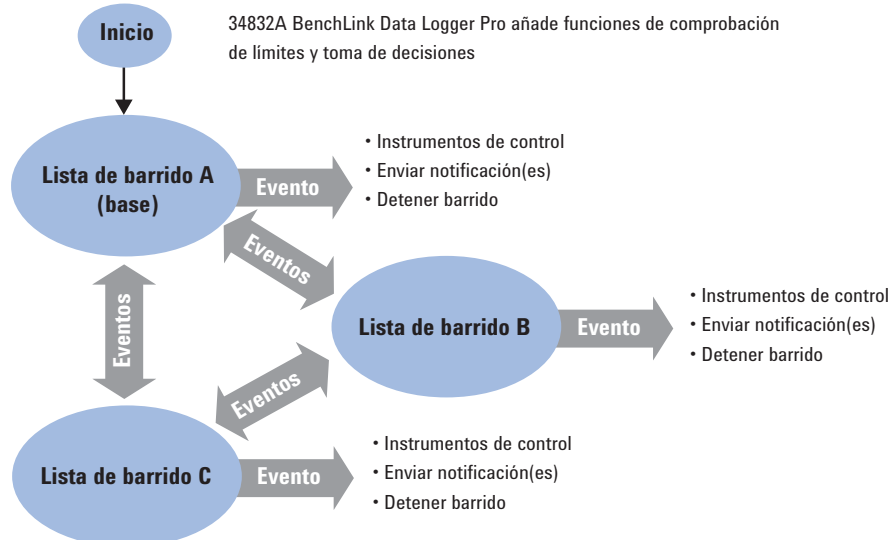 Inicio
34832A BenchLink Data Logger Pro añade funciones de comprobación
de límites y toma de decisiones
Lista de barrido A
(base)
Evento
• Instrumentos de control
• Enviar notificación(es)
• Detener barrido
Eventos
Eventos
Lista de barrido B
Evento
• Instrumentos de control
• Enviar notificación(es)
• Detener barrido
Eventos
Lista de barrido C
Evento
• Instrumentos de control
• Enviar notificación(es)
• Detener barrido